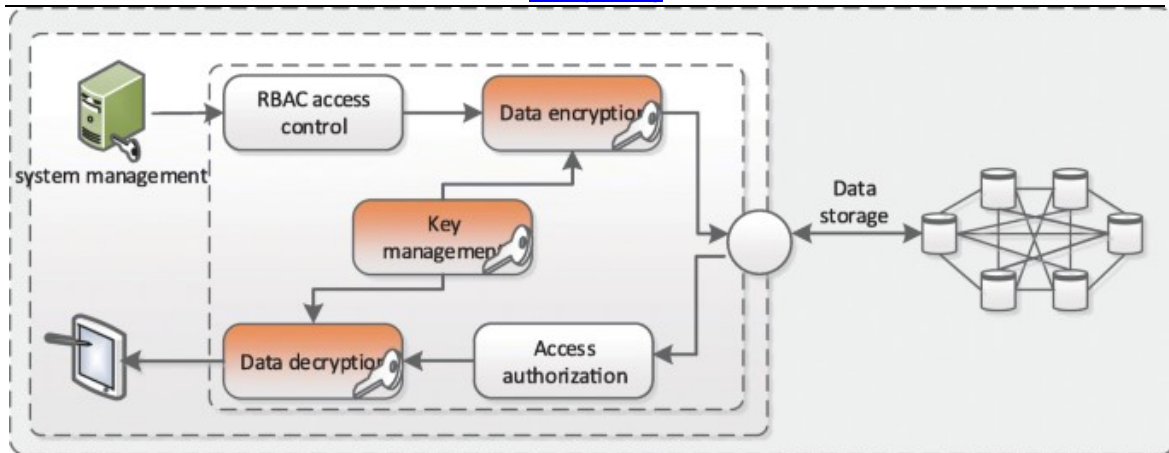 RBAC access
control
Data encryption
system management
Key
management
Data
storage
Data decryption
Access
authorization